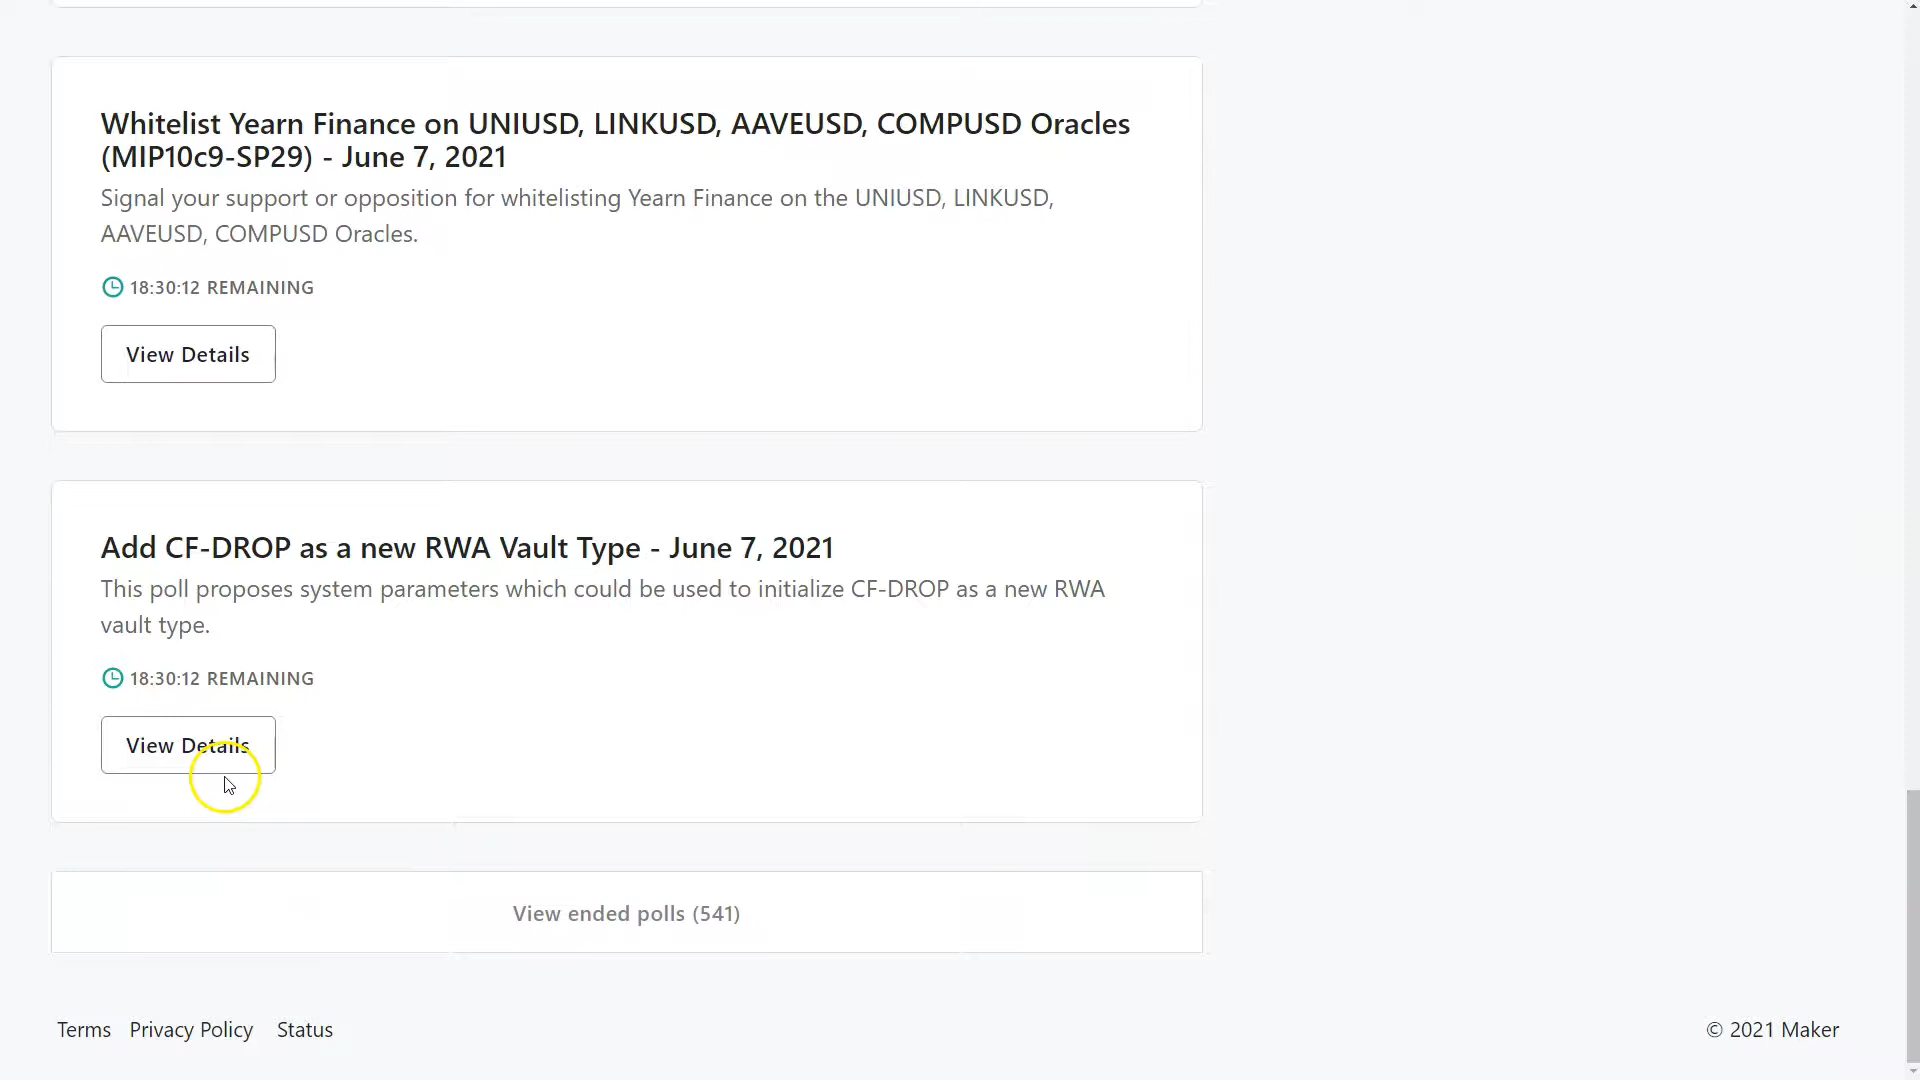 Whitelist Yearn Finance on UNIUSD, LINKUSD, AAVEUSD, COMPUSD Oracles
(MIP10c9-SP29) - June 7, 2021
Signal your support or opposition for whitelisting Yearn Finance on the UNIUSD, LINKUSD,
AAVEUSD, COMPUSD Oracles.
18:30:12 REMAINING
View Details
Add CF-DROP as a new RWA Vault Type - June 7, 2021
This poll proposes system parameters which could be used to initialize CF-DROP as a new RWA
vault type.
18:30:12 REMAINING
View Details
View ended polls (541)
Terms Privacy Policy Status © 2021 Maker